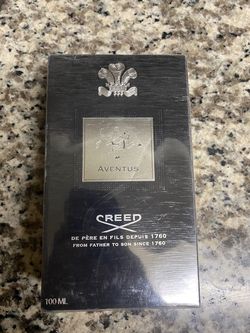 AVENTUS
CREED
DE PÈRE EN FILS DEPUIS 1760
FROM FATHER TO SON SINCE 1760
100 ML